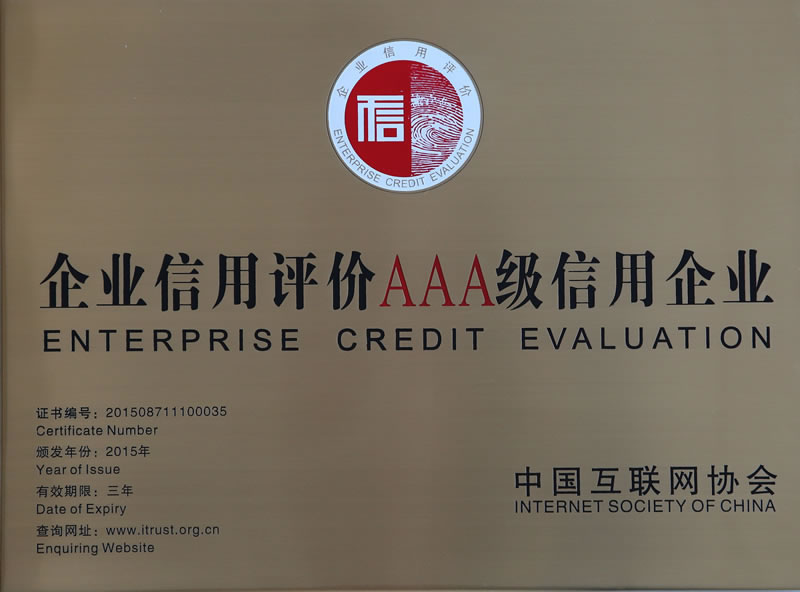 企业信用评价
信
ENTERPRISE CREDIT EVALUATION
企业信用评价AAA级信用企业
ENTERPRISE CREDIT EVALUATION
证书编号：201508711100035
Certificate Number
颁发年份：2015年
Year of Issue
有效期限：三年
Date of Expiry
查询网址：www.itrust.org.cn
Enquiring Website
中国互联网协会
INTERNET SOCIETY OF CHINA